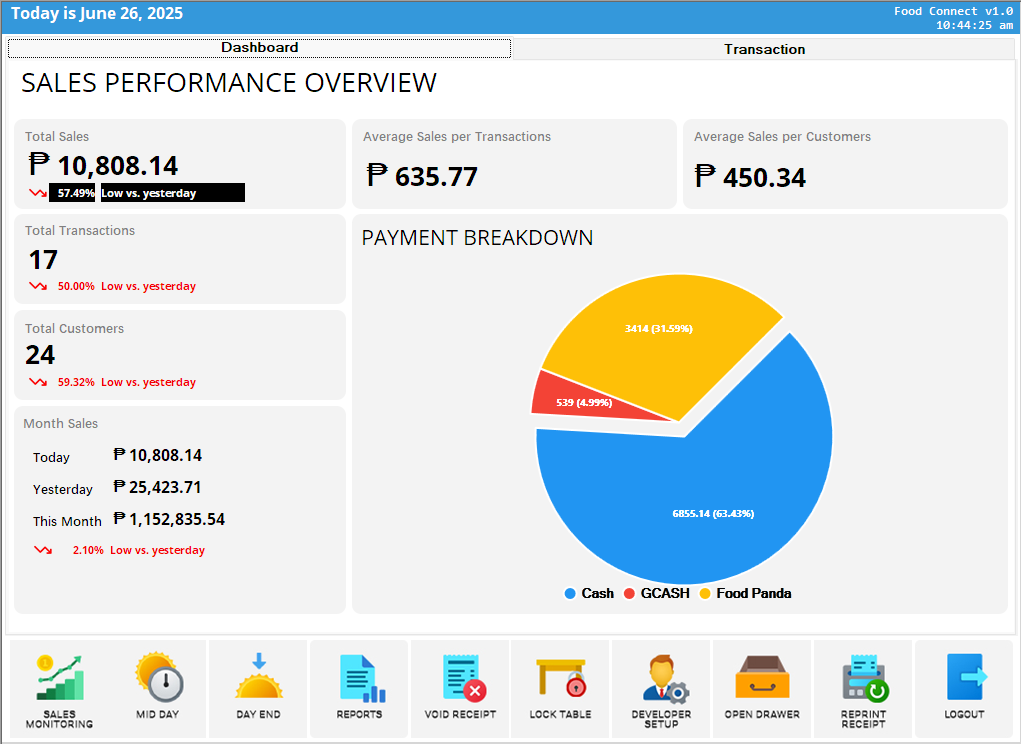 Today is June 26, 2025
Food Connect v1.0
10:44:25 am
Dashboard
Transaction
SALES PERFORMANCE OVERVIEW
Total Sales
₱ 10,808.14
57.49% Low vs. yesterday
Average Sales per Transactions
₱ 635.77
Average Sales per Customers
₱ 450.34
Total Transactions
17
50.00% Low vs. yesterday
Total Customers
24
59.32% Low vs. yesterday
Month Sales
Today ₱ 10,808.14
Yesterday ₱ 25,423.71
This Month ₱ 1,152,835.54
2.10% Low vs. yesterday
PAYMENT BREAKDOWN
3414 (31.59%)
539 (4.99%)
6855.14 (63.43%)
Cash GCASH Food Panda
SALES
MONITORING
MID DAY
DAY END
REPORTS
VOID RECEIPT
LOCK TABLE
DEVELOPER
SETUP
OPEN DRAWER
REPRINT
RECEIPT
LOGOUT